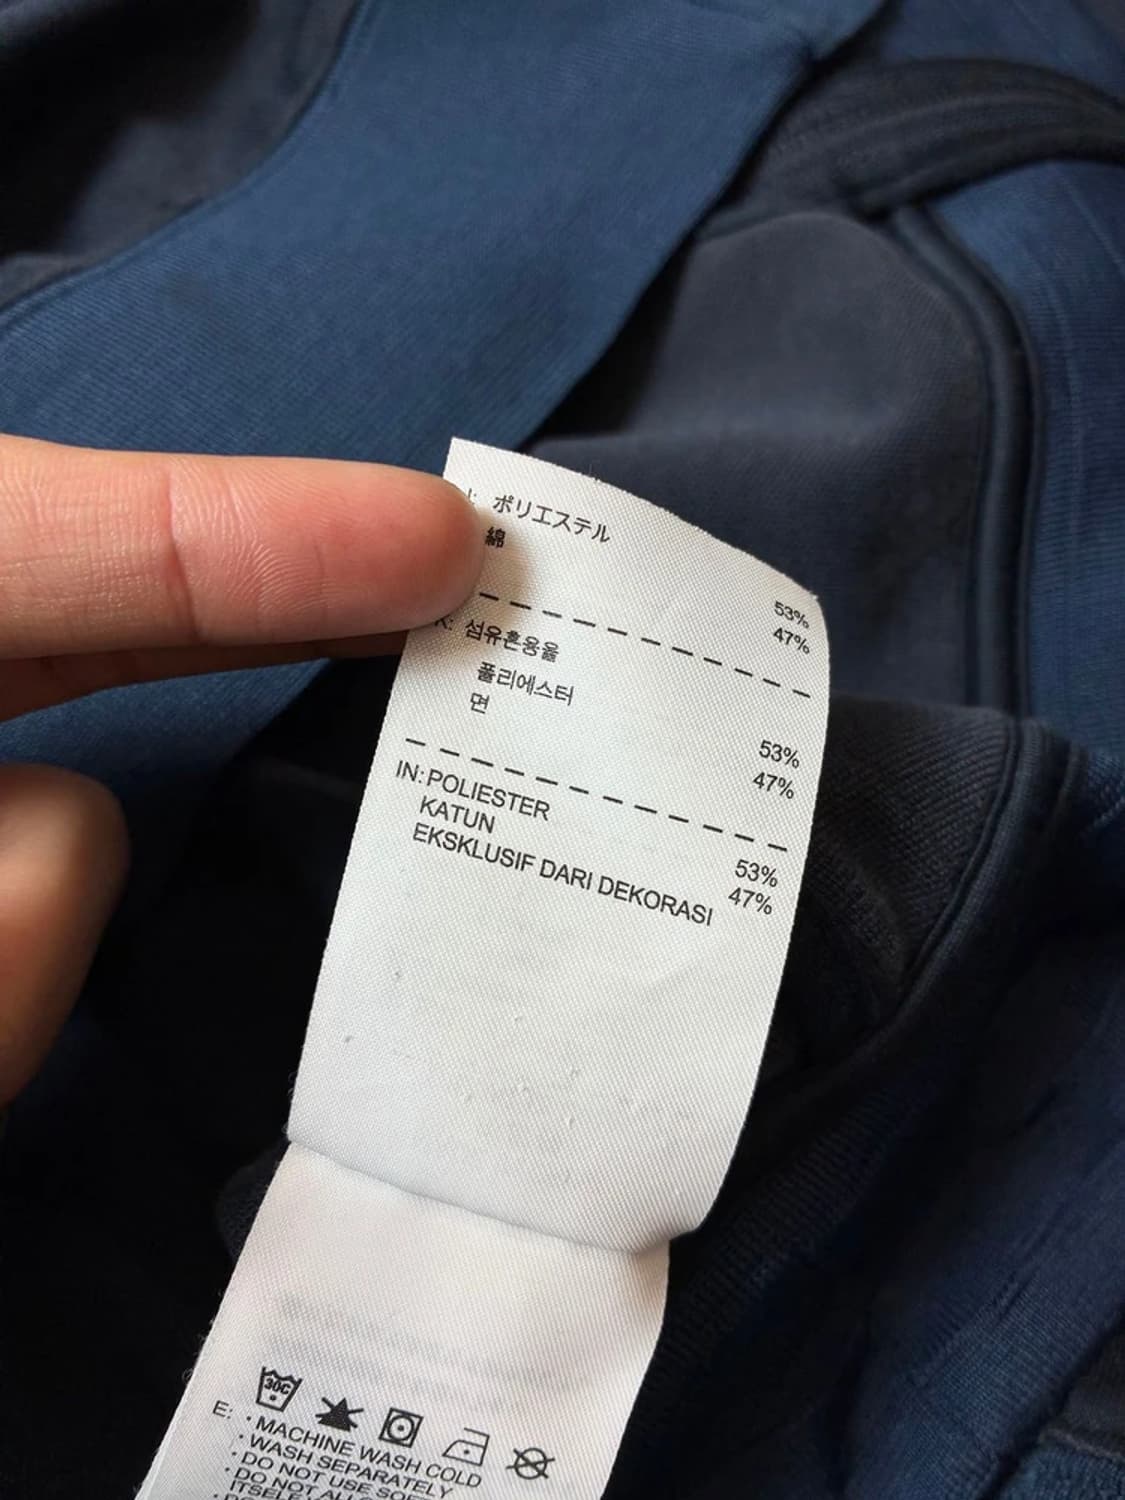 J: ポリエステル 53%
綿 47%
K: 섬유혼용율
폴리에스터 53%
면 47%
IN: POLIESTER 53%
KATUN 47%
EKSKLUSIF DARI DEKORASI
30C
E: · MACHINE WASH COLD
· WASH SEPARATELY
· DO NOT USE
· DO NOT